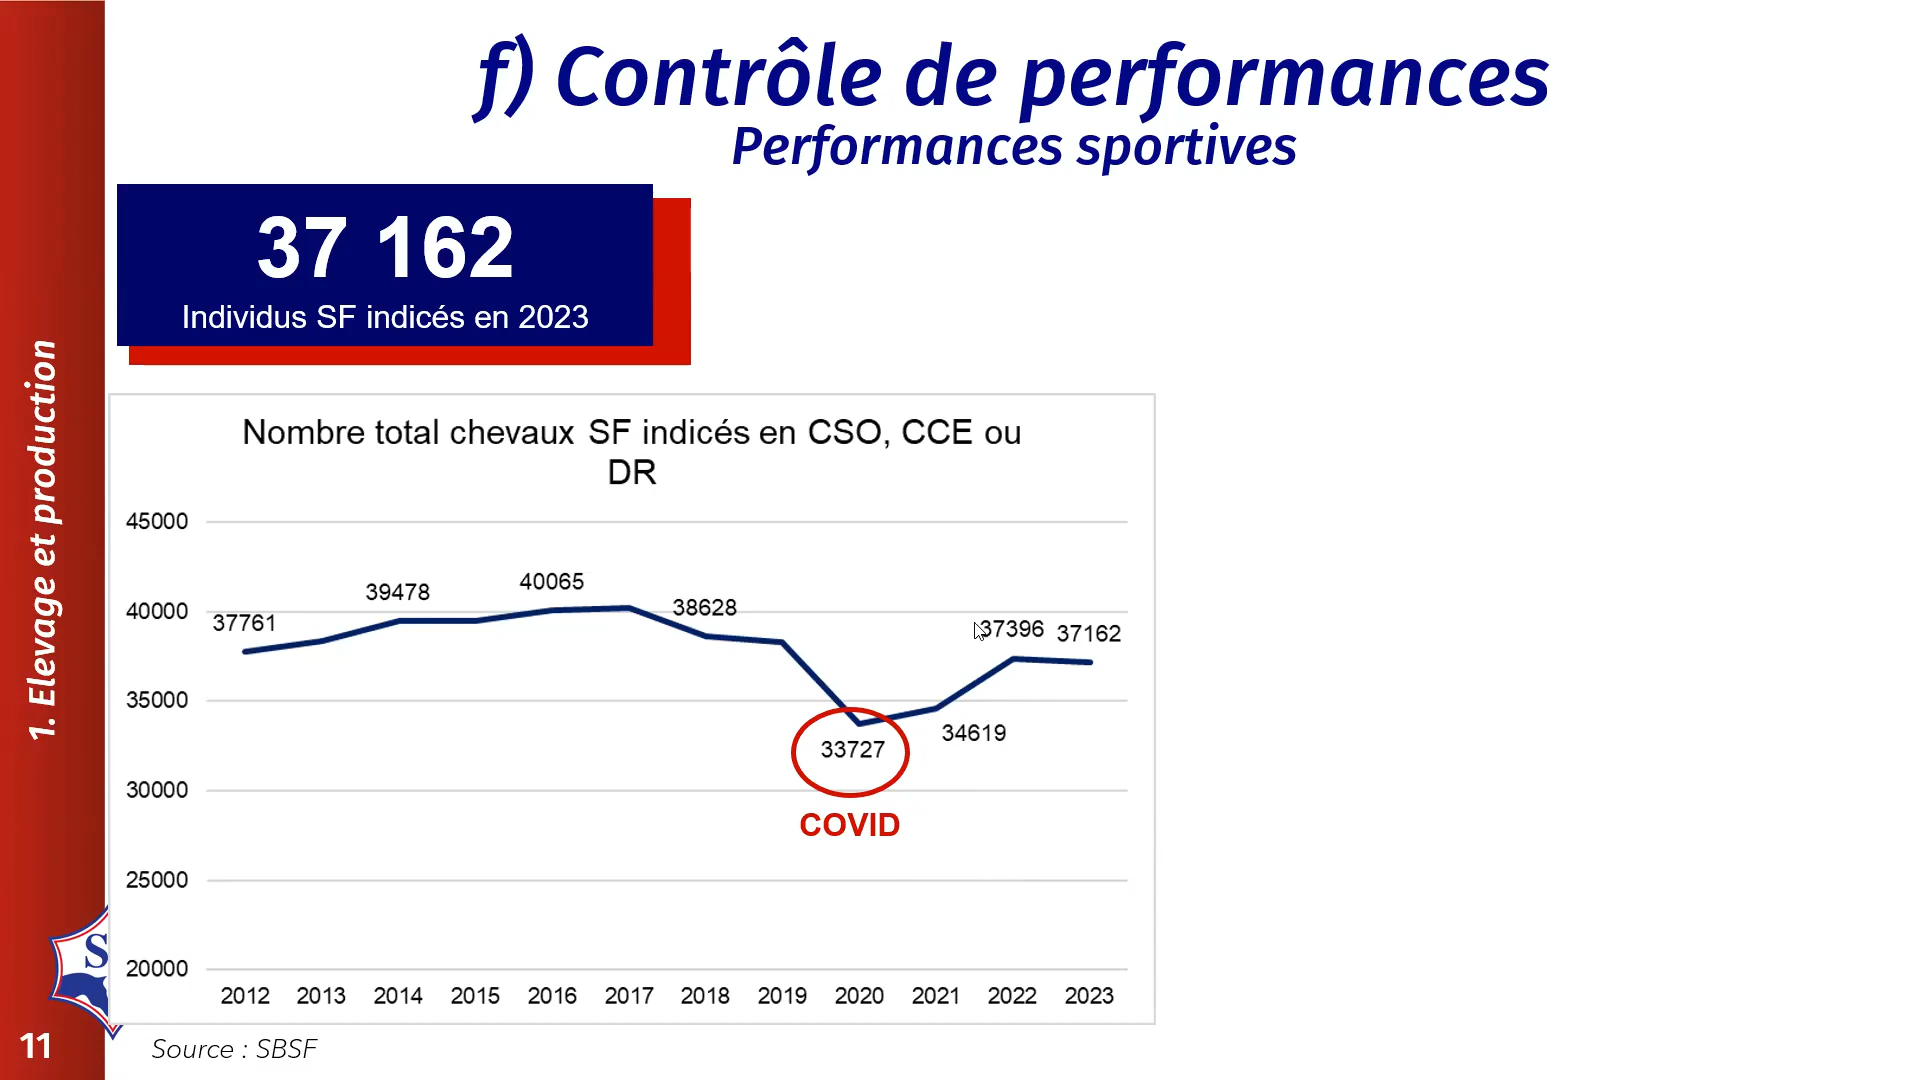 f) Contrôle de performances
Performances sportives
37 162
Individus SF indicés en 2023
1. Elevage et production
Nombre total chevaux SF indicés en CSO, CCE ou
DR
45000
40000
35000
30000
25000
20000
37761
39478
40065
38628
33727
34619
37396
37162
COVID
2012 2013 2014 2015 2016 2017 2018 2019 2020 2021 2022 2023
S
11
Source : SBSF